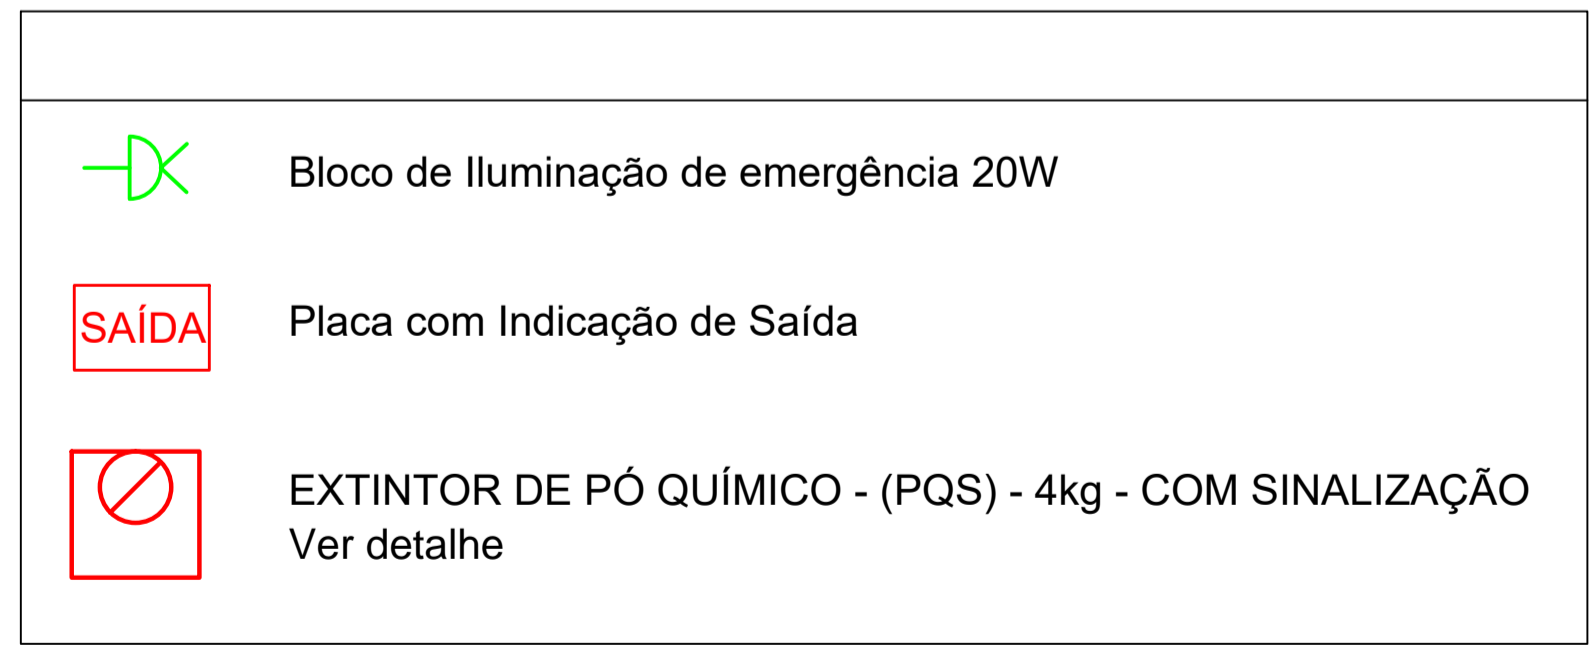 Bloco de Iluminação de emergência 20W
SAÍDA
Placa com Indicação de Saída
EXTINTOR DE PÓ QUÍMICO - (PQS) - 4kg - COM SINALIZAÇÃO
Ver detalhe